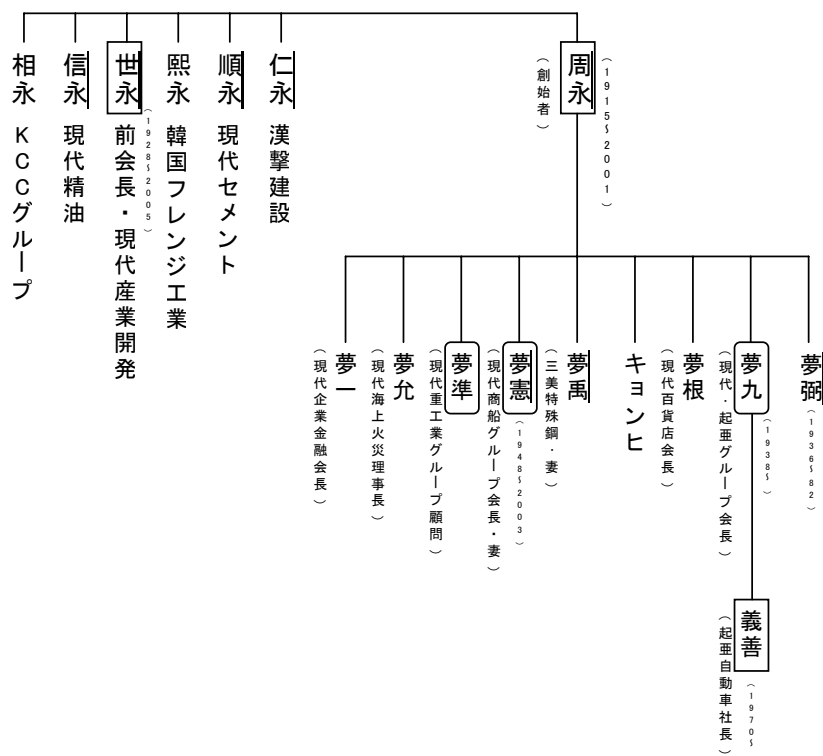 周永
（1915〜2001）
（創始者）
仁永 漢拏建設
順永 現代セメント
熙永 韓国フレンジ工業
世永 前会長・現代産業開発
（1928〜2005）
信永 現代精油
相永 KCCグループ
夢弼
（1936〜82）
夢九
（1938〜）
（現代・起亜グループ会長）
夢根
（現代百貨店会長）
キョンヒ
夢禹
（三美特殊鋼・妻）
夢憲
（1948〜2003）
（現代商船グループ会長・妻）
夢準
（現代重工業グループ顧問）
夢允
（現代海上火災理事長）
夢一
（現代企業金融会長）
義善
（1970〜
（起亜自動車社長）